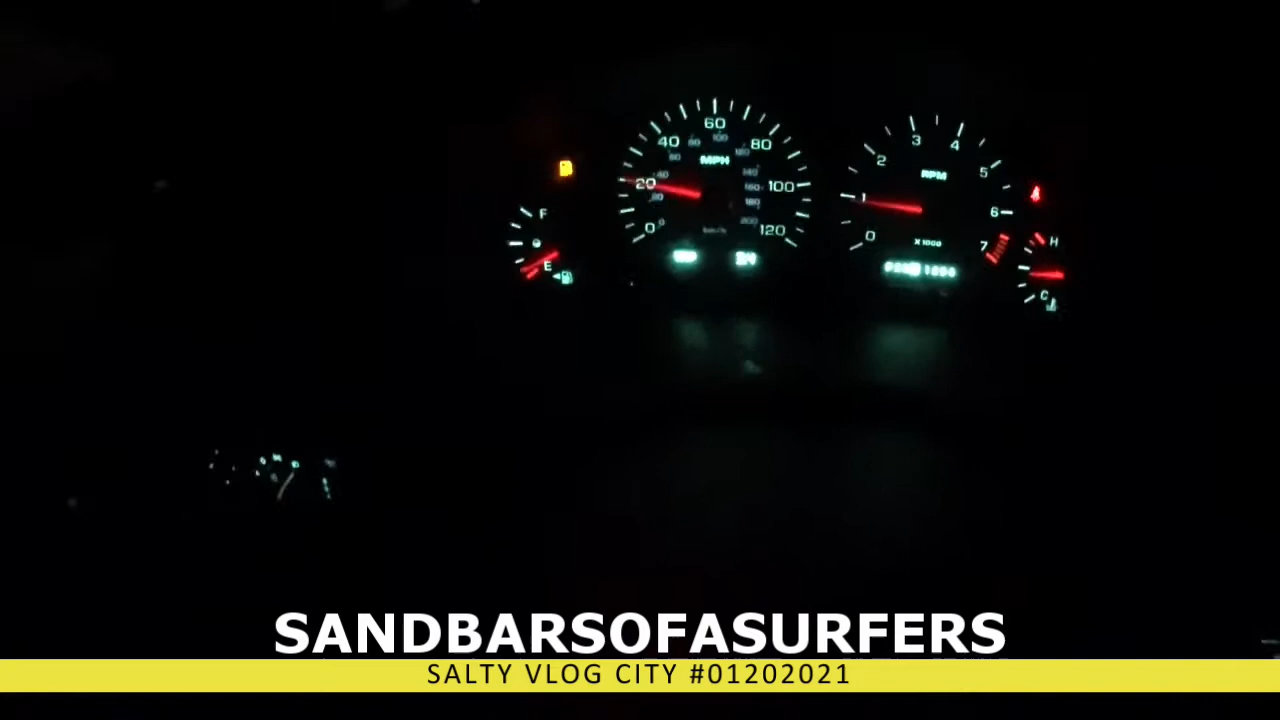 60
40 80
MPH
20 100
0 120
km/h
3 4
2 5
RPM
1 6
0 7
X1000
F
E
H
C
SANDBARSOFASURFERS
SALTY VLOG CITY #01202021